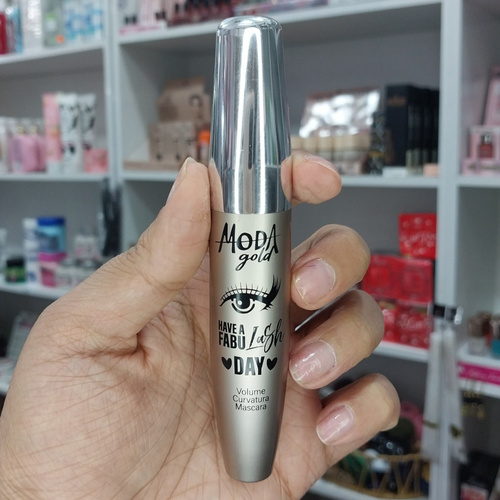 MODA
gold
HAVE A
FABULash
♥DAY♥
Volume
Curvatura
Mascara